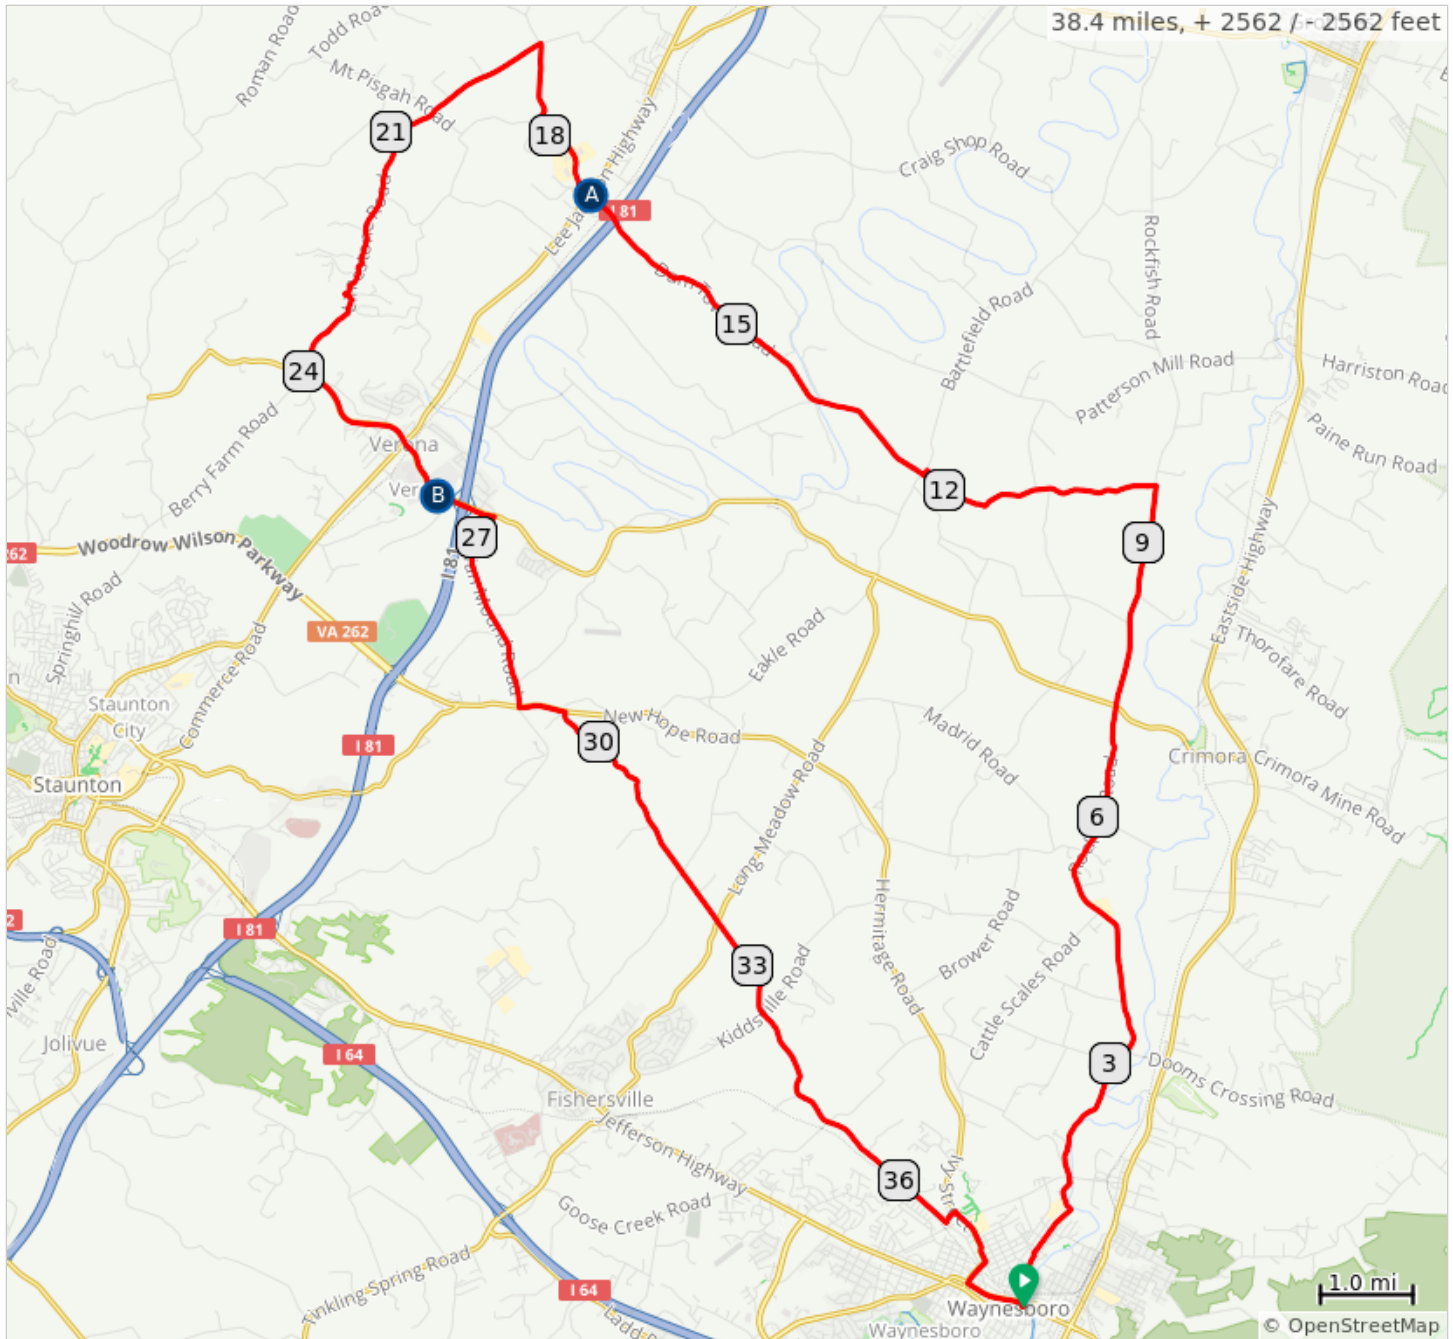 38.4 miles, + 2562 / - 2562 feet
Todd Road
Roman Road
Mt Pisgah Road
21
18
Craig Shop Road
A
I 81
Rockfish Road
15
Battlefield Road
Patterson Mill Road
Harriston Road
24
Paine Run Road
Berry Farm Road
Verona
B
12
9
27
Woodrow Wilson Parkway
262
I 81
Eastside Highway
Springhill Road
VA 262
Eakle Road
Thorofare Road
Commerce Road
Staunton
City
New Hope Road
30
Madrid Road
I 81
Crimora
Crimora Mine Road
Staunton
6
Long Meadow Road
Hermitage Road
Brower Road
2
I 81
33
Kiddsville Road
Cattle Scales Road
Jolivue
I 64
3
Dooms Crossing Road
Fishersville
Jefferson Highway
36
Goose Creek Road
Tinkling Spring Road
I 64
1.0 mi
Waynesboro
Waynesboro
© OpenStreetMap